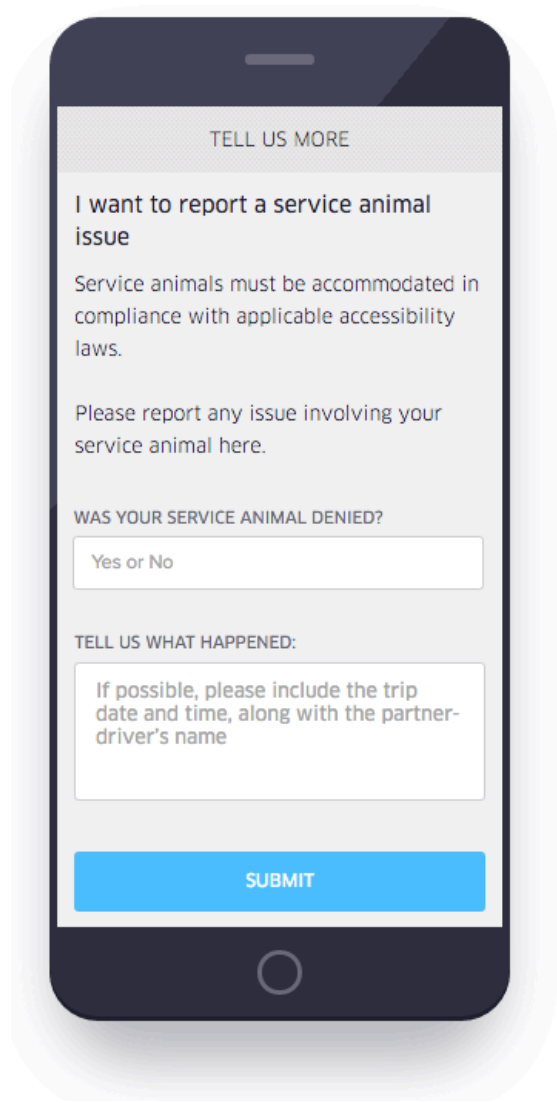 TELL US MORE
I want to report a service animal
issue
Service animals must be accommodated in
compliance with applicable accessibility
laws.
Please report any issue involving your
service animal here.
WAS YOUR SERVICE ANIMAL DENIED?
Yes or No
TELL US WHAT HAPPENED:
If possible, please include the trip
date and time, along with the partner-
driver's name
SUBMIT